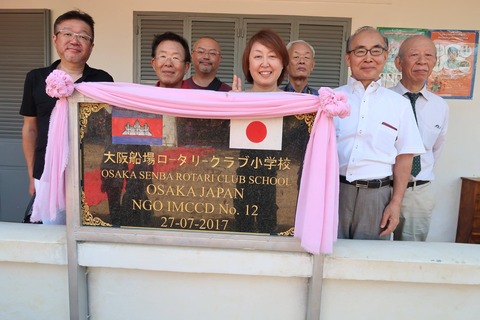 大阪船場ロータリークラブ小学校
OSAKA SENBA ROTARI CLUB SCHOOL
OSAKA JAPAN
NGO IMCCD No. 12
27-07-2017